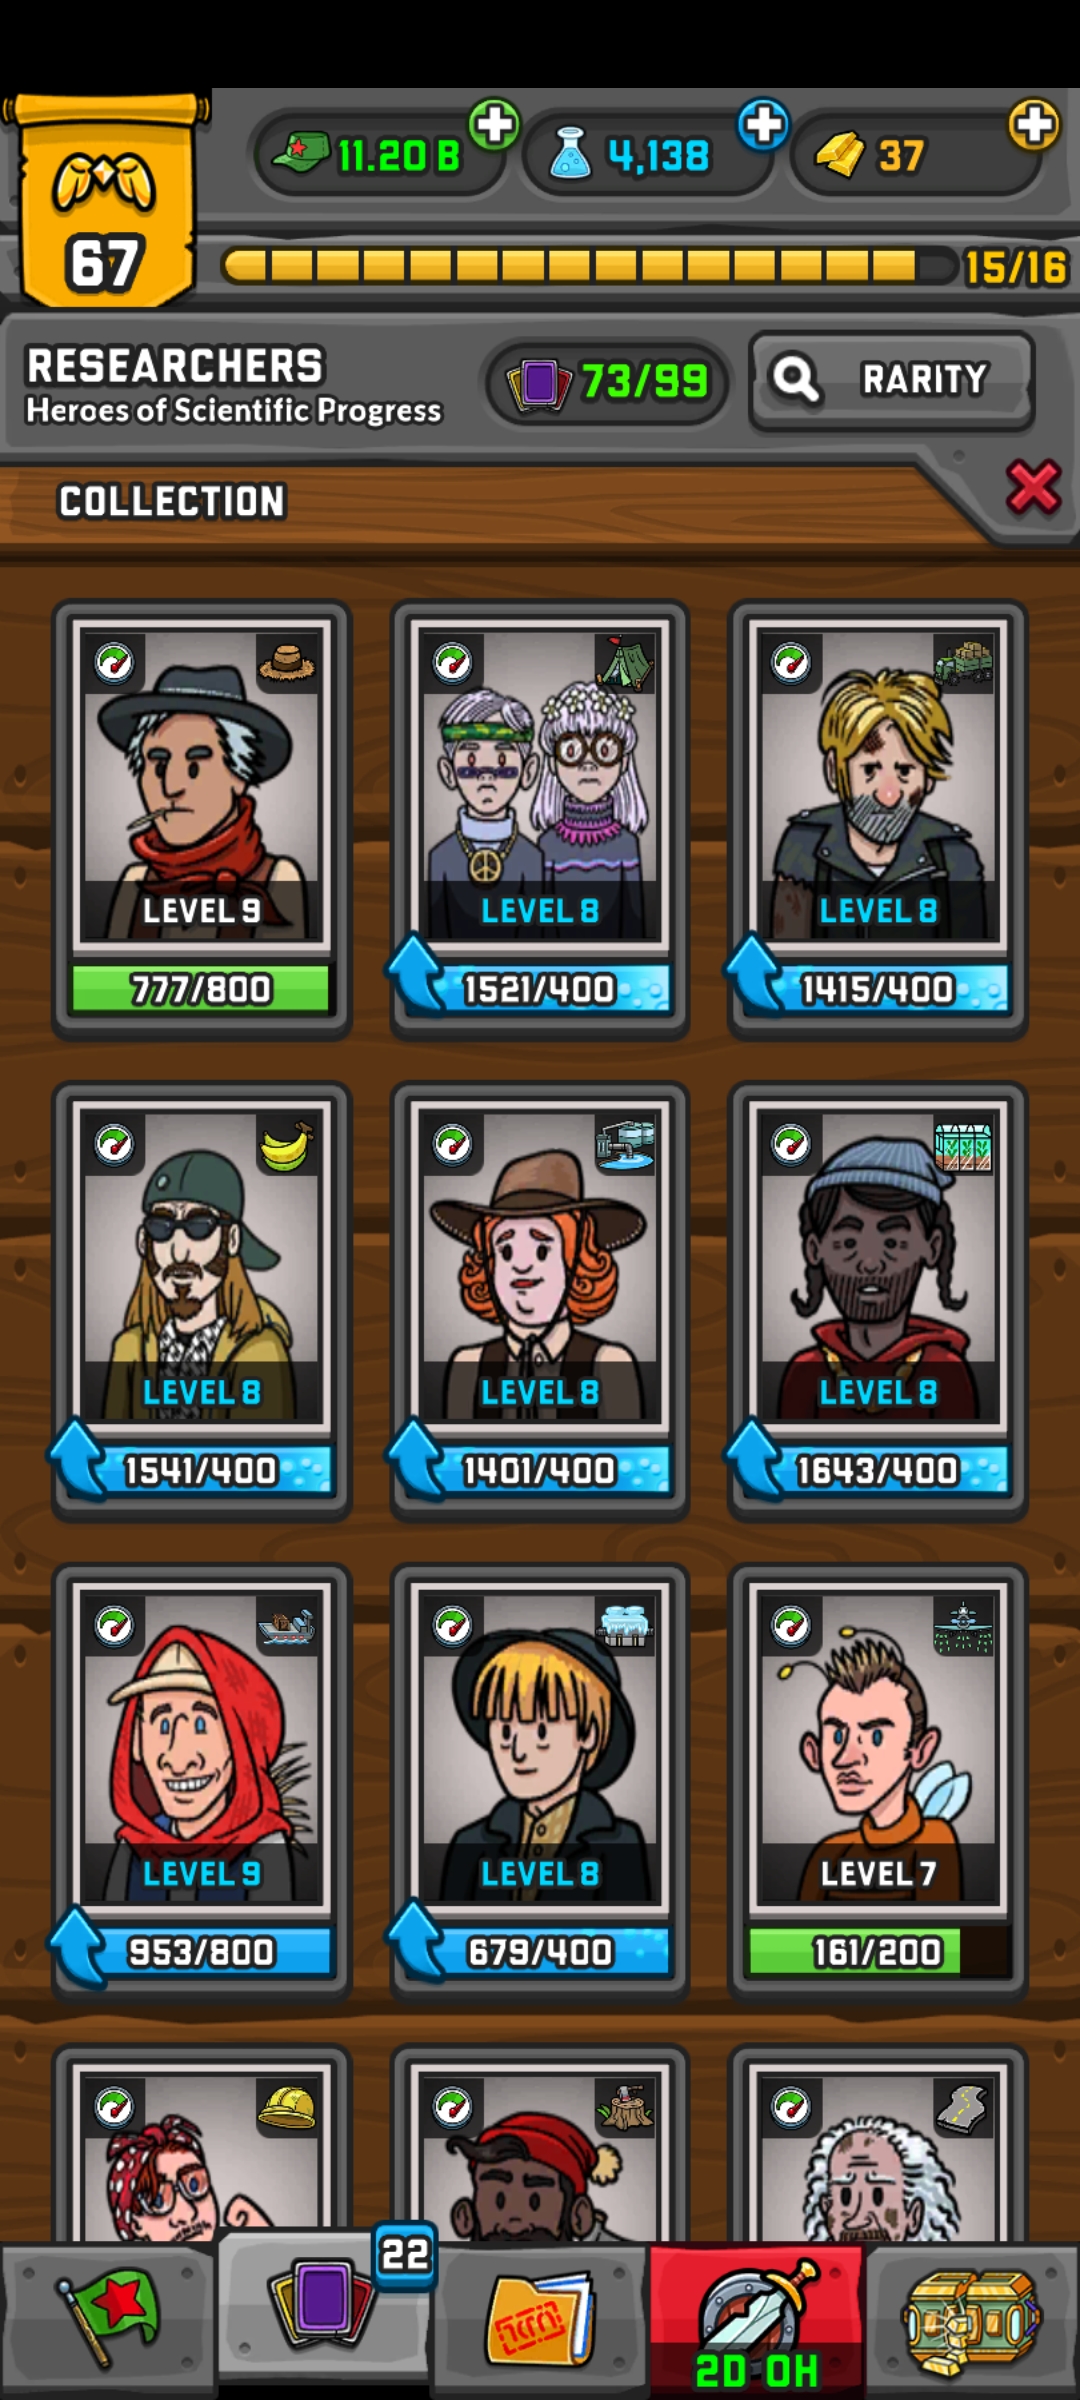 11.20 B
4,138
37
67
15/16
RESEARCHERS
Heroes of Scientific Progress
73/99
RARITY
COLLECTION
LEVEL 9
LEVEL 8
LEVEL 8
777/800
1521/400
1415/400
LEVEL 8
LEVEL 8
LEVEL 8
1541/400
1401/400
1643/400
LEVEL 9
LEVEL 8
LEVEL 7
953/800
679/400
161/200
22
2D 0H